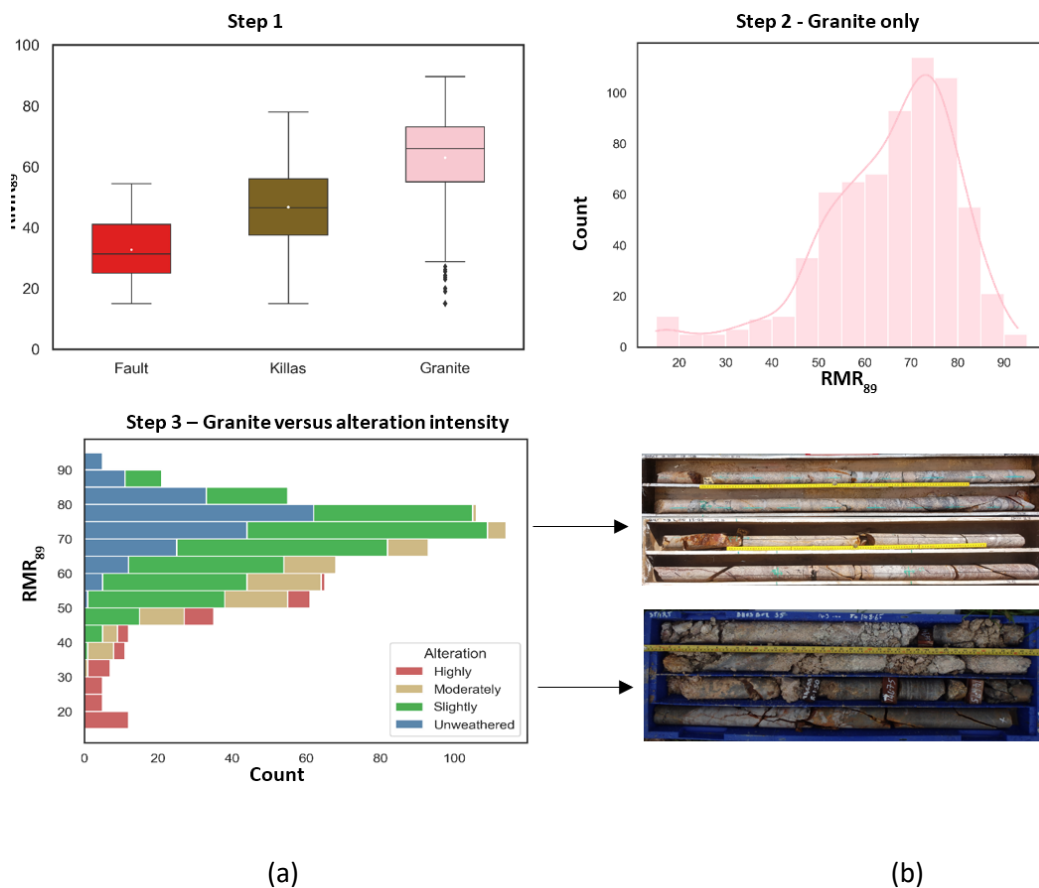 Step 1
100
80
60
40
20
0
RMR89
Fault
Killas
Granite
Step 2 - Granite only
100
80
60
40
20
0
Count
20
30
40
50
60
70
80
90
RMR89
Step 3 – Granite versus alteration intensity
90
80
70
60
50
40
30
20
RMR89
Alteration
Highly
Moderately
Slightly
Unweathered
0
20
40
60
80
100
Count
(a)
(b)